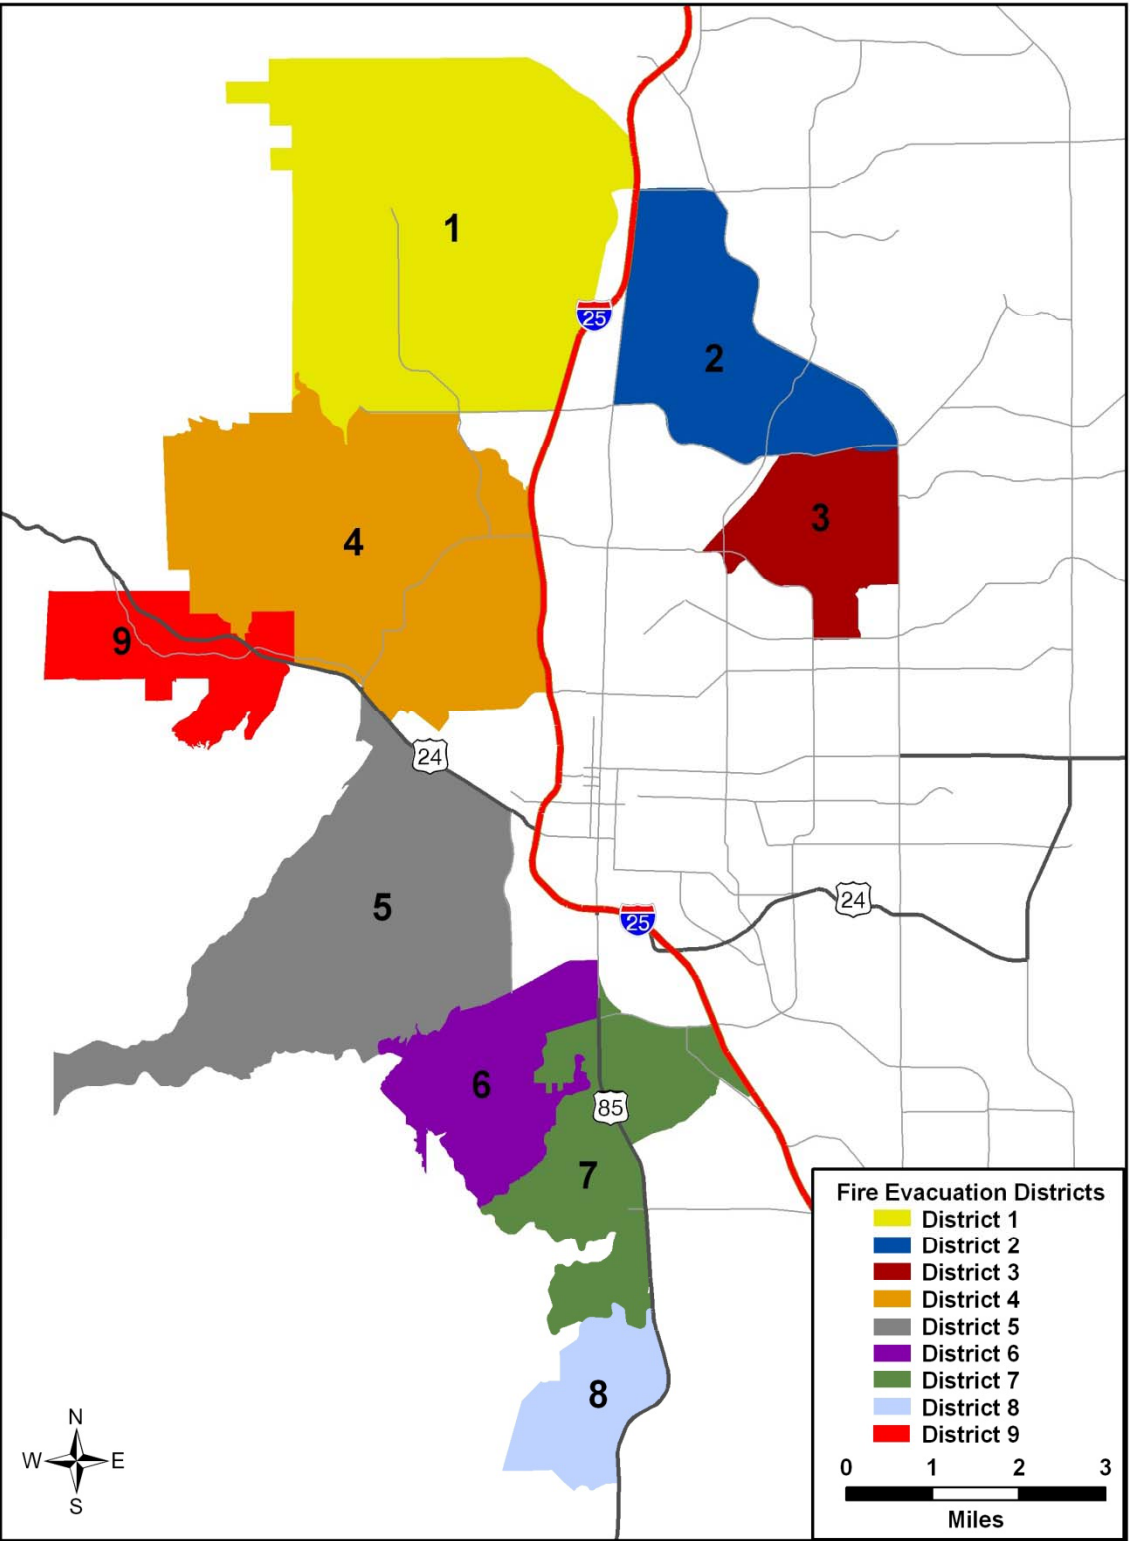 1
25
2
3
4
9
24
5
24
25
6
85
7
8
Fire Evacuation Districts
District 1
District 2
District 3
District 4
District 5
District 6
District 7
District 8
District 9
0 1 2 3
Miles
N
W E
S